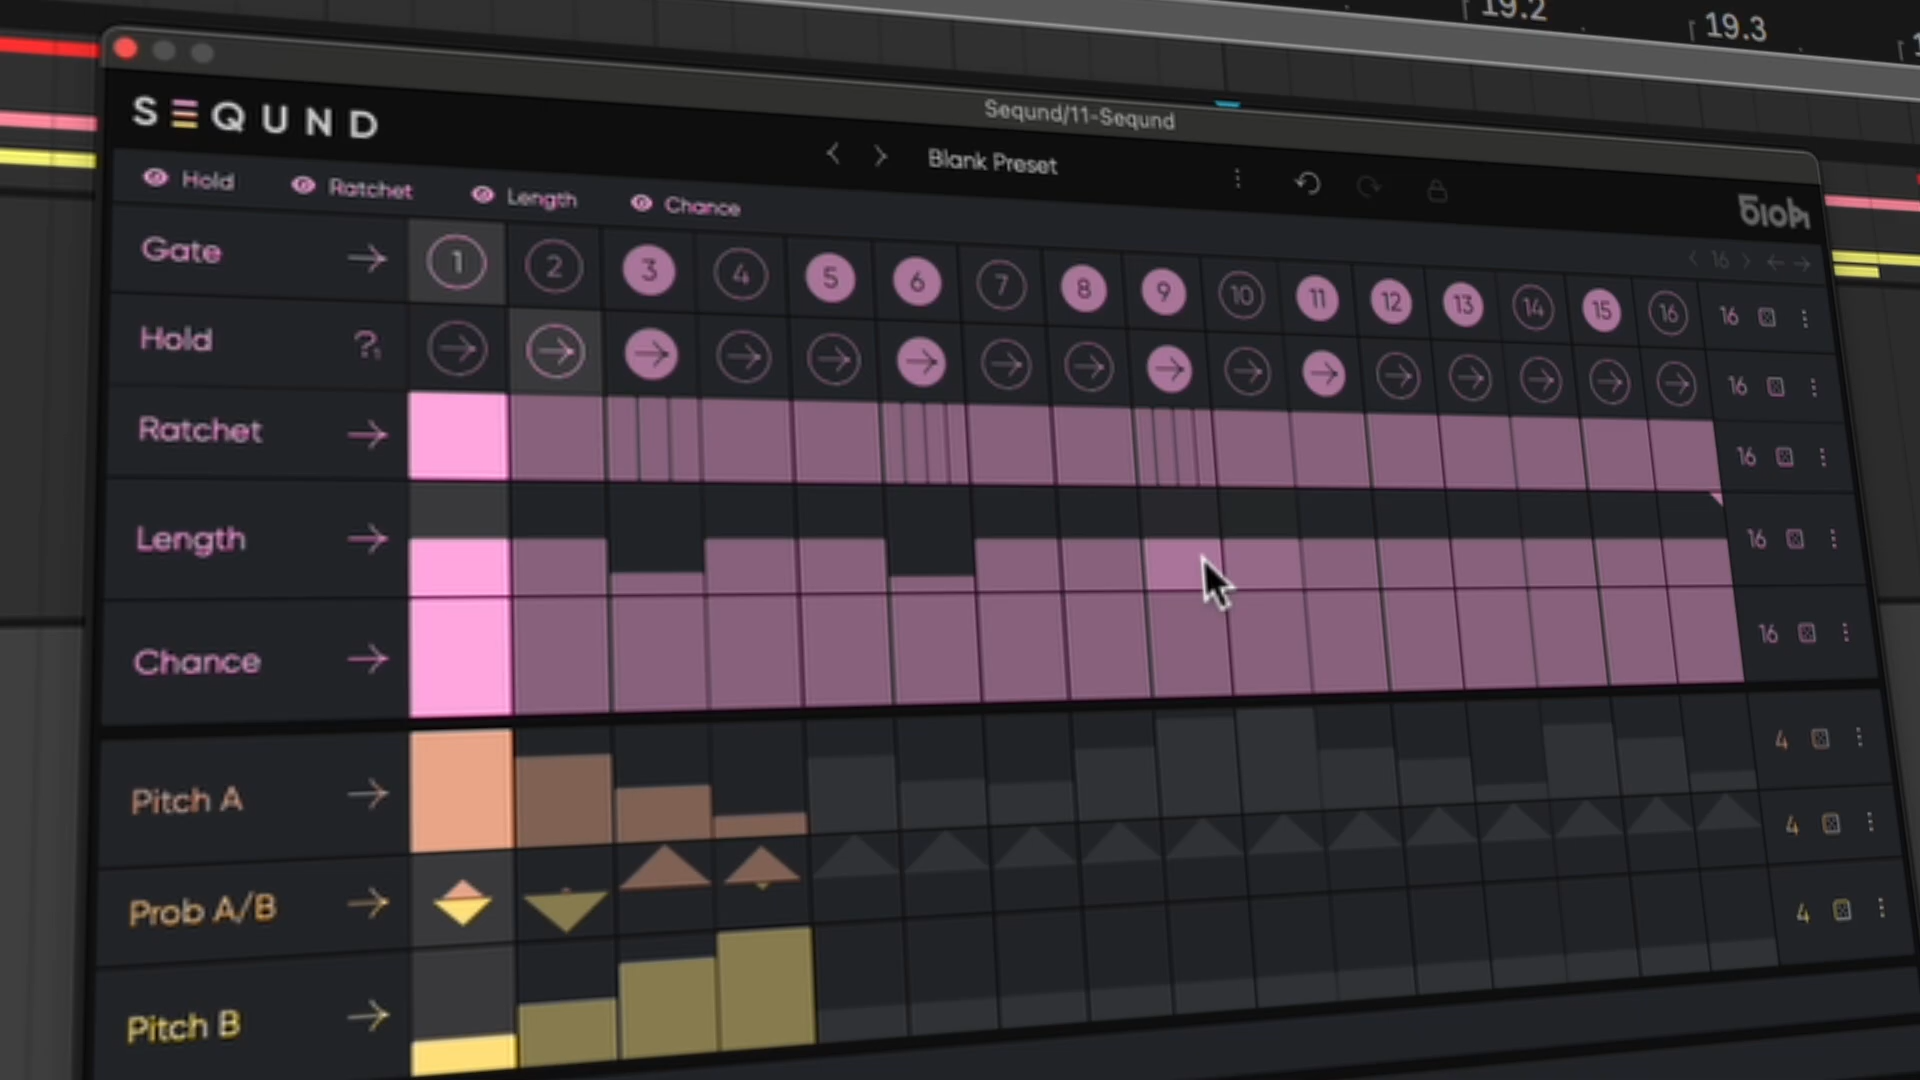 19.2
19.3
Seqund/11-Seqund
SEQUND
Blank Preset
Hold
Ratchet
Length
Chance
16
Gate
1
2
3
4
5
6
7
8
9
10
11
12
13
14
15
16
16
Hold
?
16
Ratchet
16
Length
16
Chance
16
Pitch A
4
Prob A/B
4
Pitch B
4